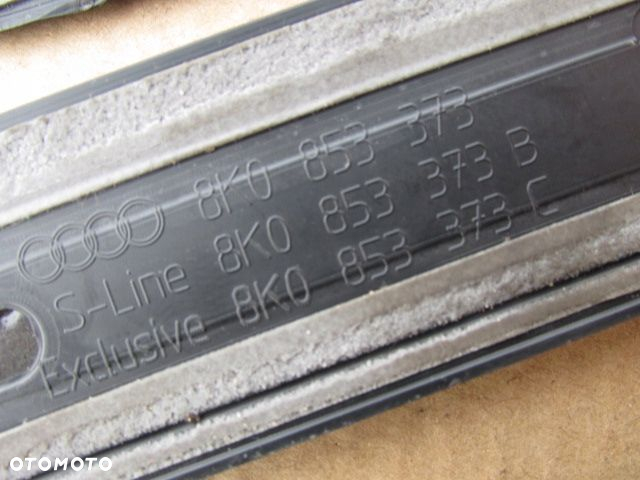 8K0 853 373
S-Line 8K0 853 373 B
Exclusive 8K0 853 373 C
OTOMOTO